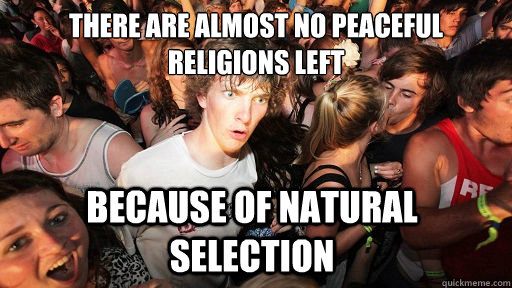 THERE ARE ALMOST NO PEACEFUL
RELIGIONS LEFT
BECAUSE OF NATURAL
SELECTION
quickmeme.com